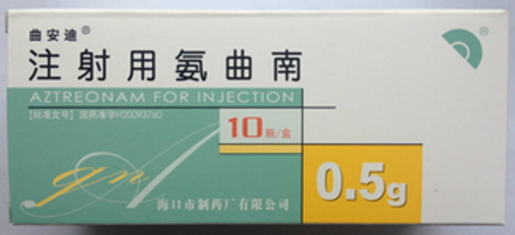 曲安迪®
注射用氨曲南
AZTREONAM FOR INJECTION
【批准文号】国药准字H20093760
10瓶/盒
0.5g
海口市制药厂有限公司